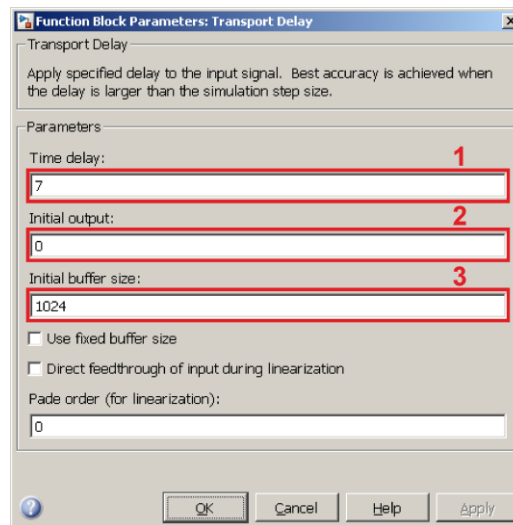 Function Block Parameters: Transport Delay
Transport Delay
Apply specified delay to the input signal. Best accuracy is achieved when
the delay is larger than the simulation step size.
Parameters
Time delay:
1
7
Initial output:
2
0
Initial buffer size:
3
1024
Use fixed buffer size
Direct feedthrough of input during linearization
Pade order (for linearization):
0
OK
Cancel
Help
Apply